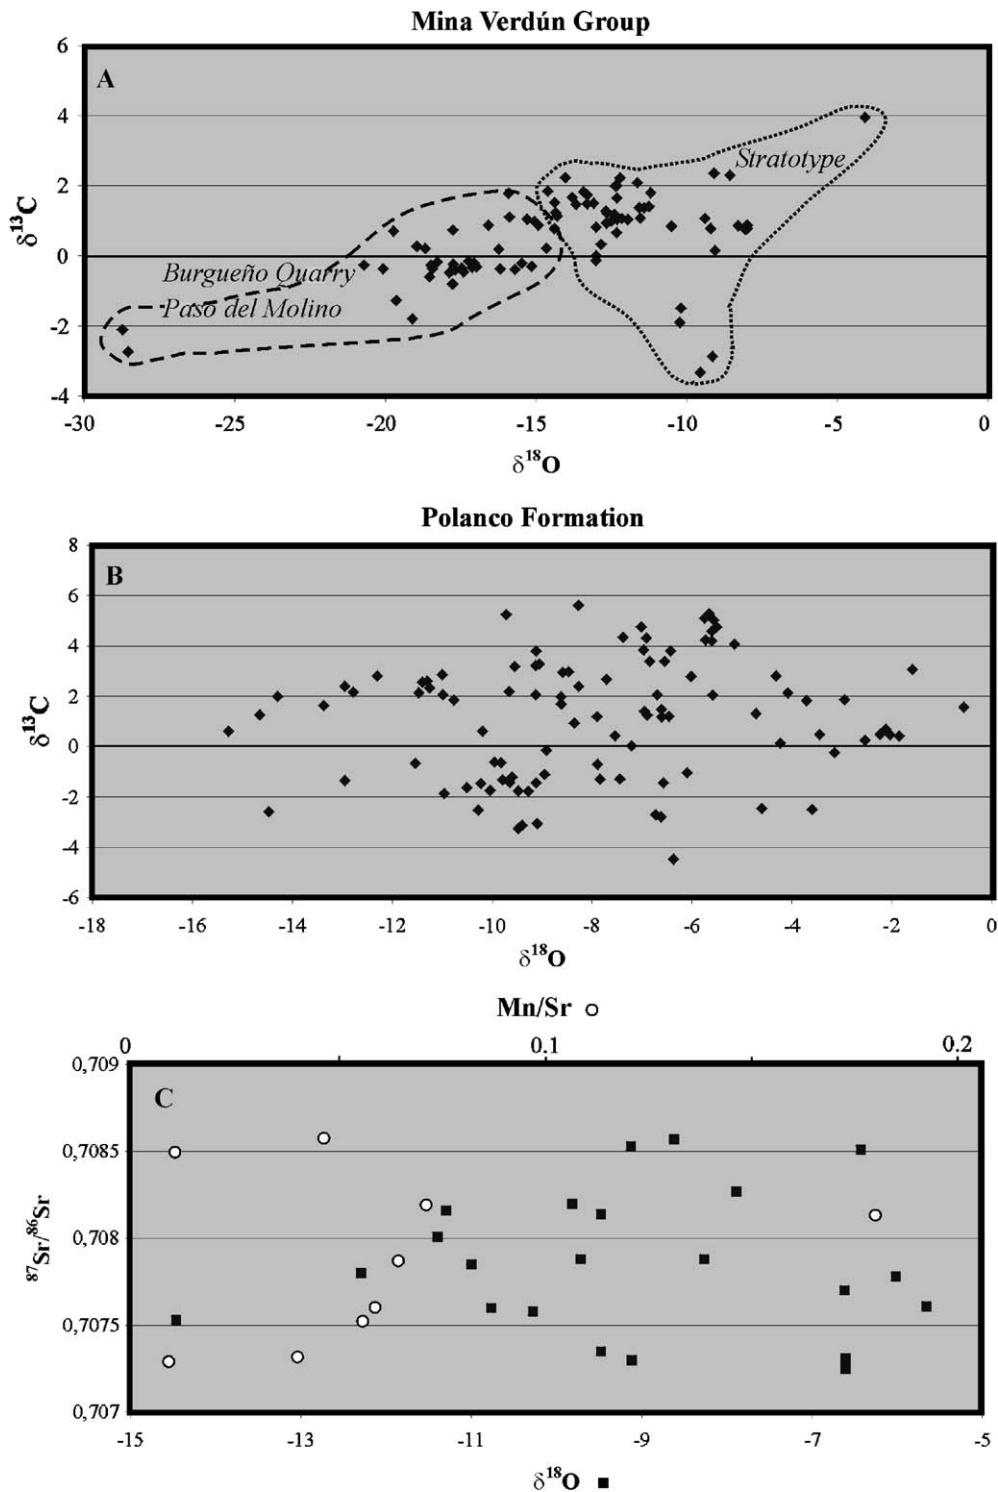 Mina Verdún Group
6
A
4
Stratotype
2
δ13C
0
Burgueño Quarry
Paso del Molino
-2
-4
-30 -25 -20 -15 -10 -5 0
δ18O
Polanco Formation
8
B
6
4
2
δ13C
0
-2
-4
-6
-18 -16 -14 -12 -10 -8 -6 -4 -2 0
δ18O
Mn/Sr
0 0.1 0.2
0,709
C
0,7085
87Sr/86Sr
0,708
0,7075
0,707
-15 -13 -11 -9 -7 -5
δ18O